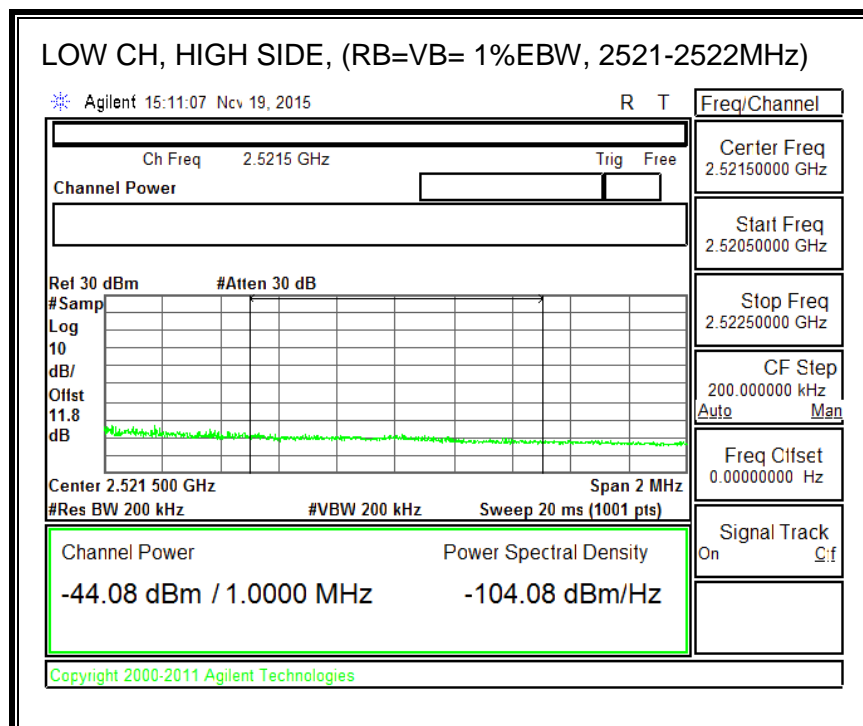 LOW CH, HIGH SIDE, (RB=VB= 1%EBW, 2521-2522MHz)
Agilent 15:11:07 Nov 19, 2015 R T
Freq/Channel
Ch Freq 2.5215 GHz Trig Free
Channel Power
Center Freq
2.52150000 GHz
Start Freq
2.52050000 GHz
Stop Freq
2.52250000 GHz
CF Step
200.000000 kHz
Auto Man
Freq Offset
0.00000000 Hz
Signal Track
On Off
Ref 30 dBm #Atten 30 dB
#Samp
Log
10
dB/
Offst
11.8
dB
Center 2.521 500 GHz Span 2 MHz
#Res BW 200 kHz #VBW 200 kHz Sweep 20 ms (1001 pts)
Channel Power Power Spectral Density
-44.08 dBm / 1.0000 MHz -104.08 dBm/Hz
Copyright 2000-2011 Agilent Technologies